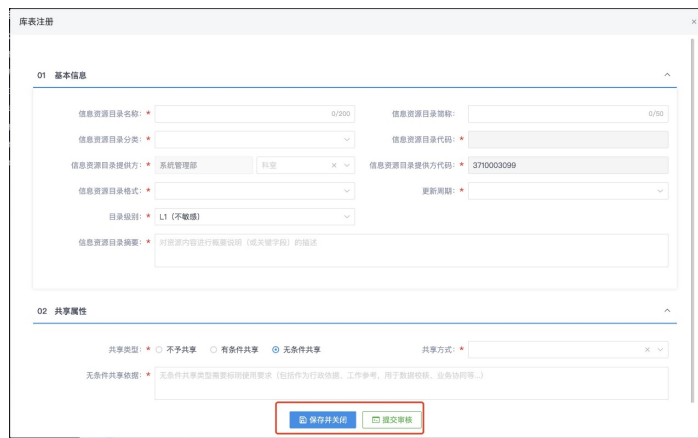 库表注册 ×
01 基本信息
信息资源目录名称: * 0/200 信息资源目录简称: 0/50
信息资源目录分类: * 信息资源目录代码: *
信息资源目录提供方: * 系统管理部 科室 × 信息资源目录提供方代码: * 3710003099
信息资源目录格式: * 更新周期: *
目录级别: * L1 (不敏感)
信息资源目录摘要: * 对资源内容进行概要说明 (或关键字段) 的描述
02 共享属性
共享类型: * 不予共享 有条件共享 无条件共享 共享方式: * ×
无条件共享依据: * 无条件共享类型需要标明使用要求 (包括作为行政依据、工作参考、用于数据校核、业务协同等...)
保存并关闭 提交审核